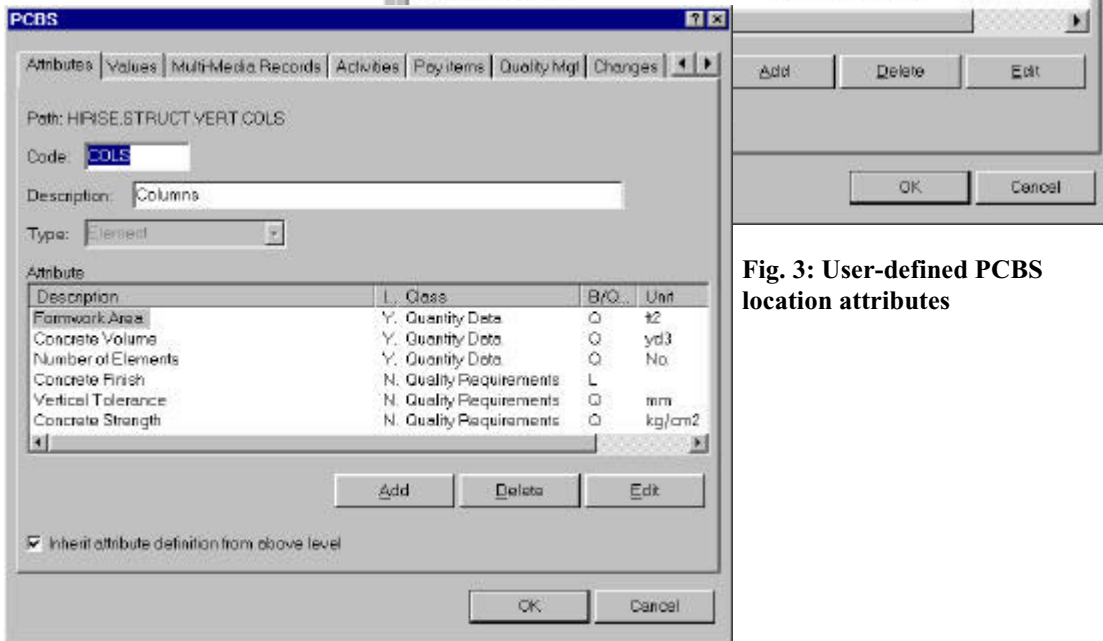 PCBS
Attributes Values Multi-Media Records Activities Pay items Quality Mgt Changes
Path: HIRISE.STRUCT.VERT.COLS
Code: COLS
Description: Columns
Type: Element
Attribute
Description I.. Class B/Q.. Unit
Formwork Area Y. Quantity Data Q ft2
Concrete Volume Y. Quantity Data Q yd3
Number of Elements Y. Quantity Data Q No.
Concrete Finish N. Quality Requirements L
Vertical Tolerance N. Quality Requirements Q mm
Concrete Strength N. Quality Requirements Q kg/cm2
Add Delete Edit
Inherit attribute definition from above level
OK Cancel
Add Delete Edit
OK Cancel
Fig. 3: User-defined PCBS
location attributes